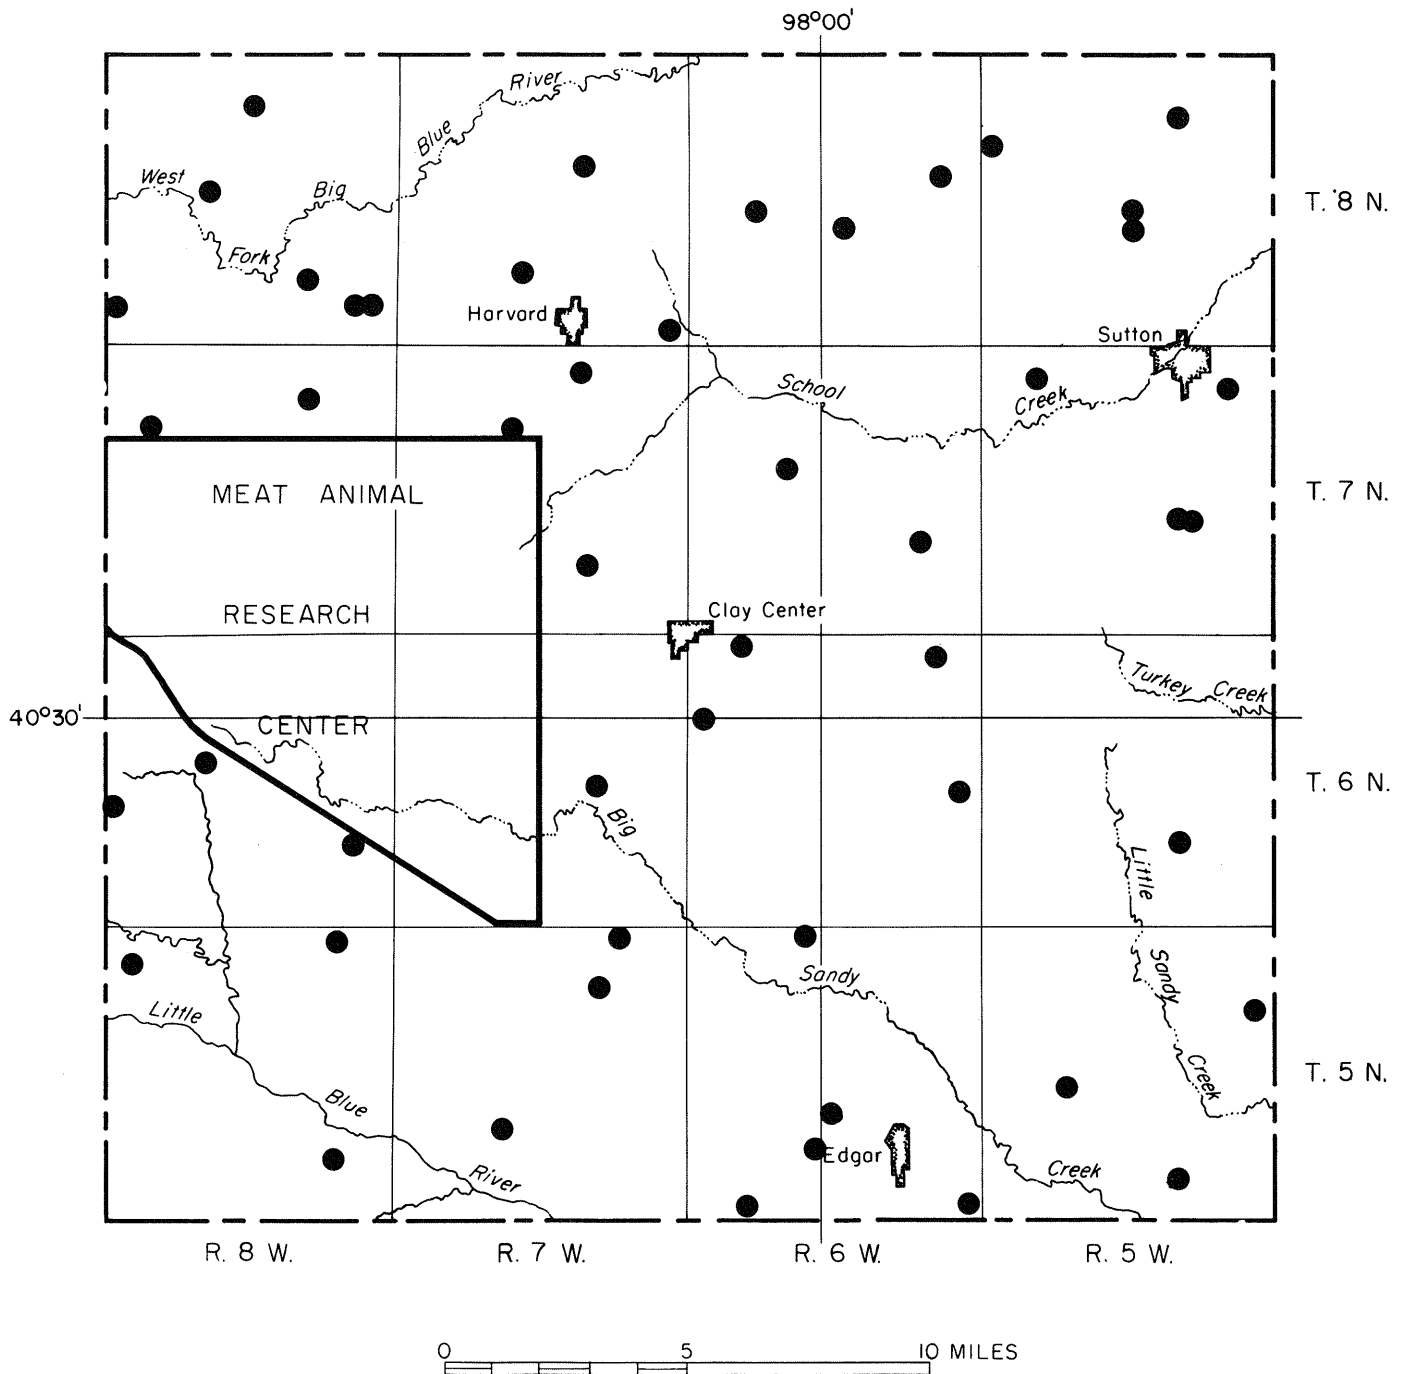 98°00'
River
Blue
West
Big
Fork
T. 8 N.
Harvard
Sutton
School
Creek
MEAT ANIMAL
T. 7 N.
RESEARCH
Clay Center
Turkey Creek
40°30'
CENTER
T. 6 N.
Big
Little
Sandy
Sandy
Little
Creek
T. 5 N.
Blue
Edgar
River
Creek
R. 8 W.
R. 7 W.
R. 6 W.
R. 5 W.
0
5
10 MILES